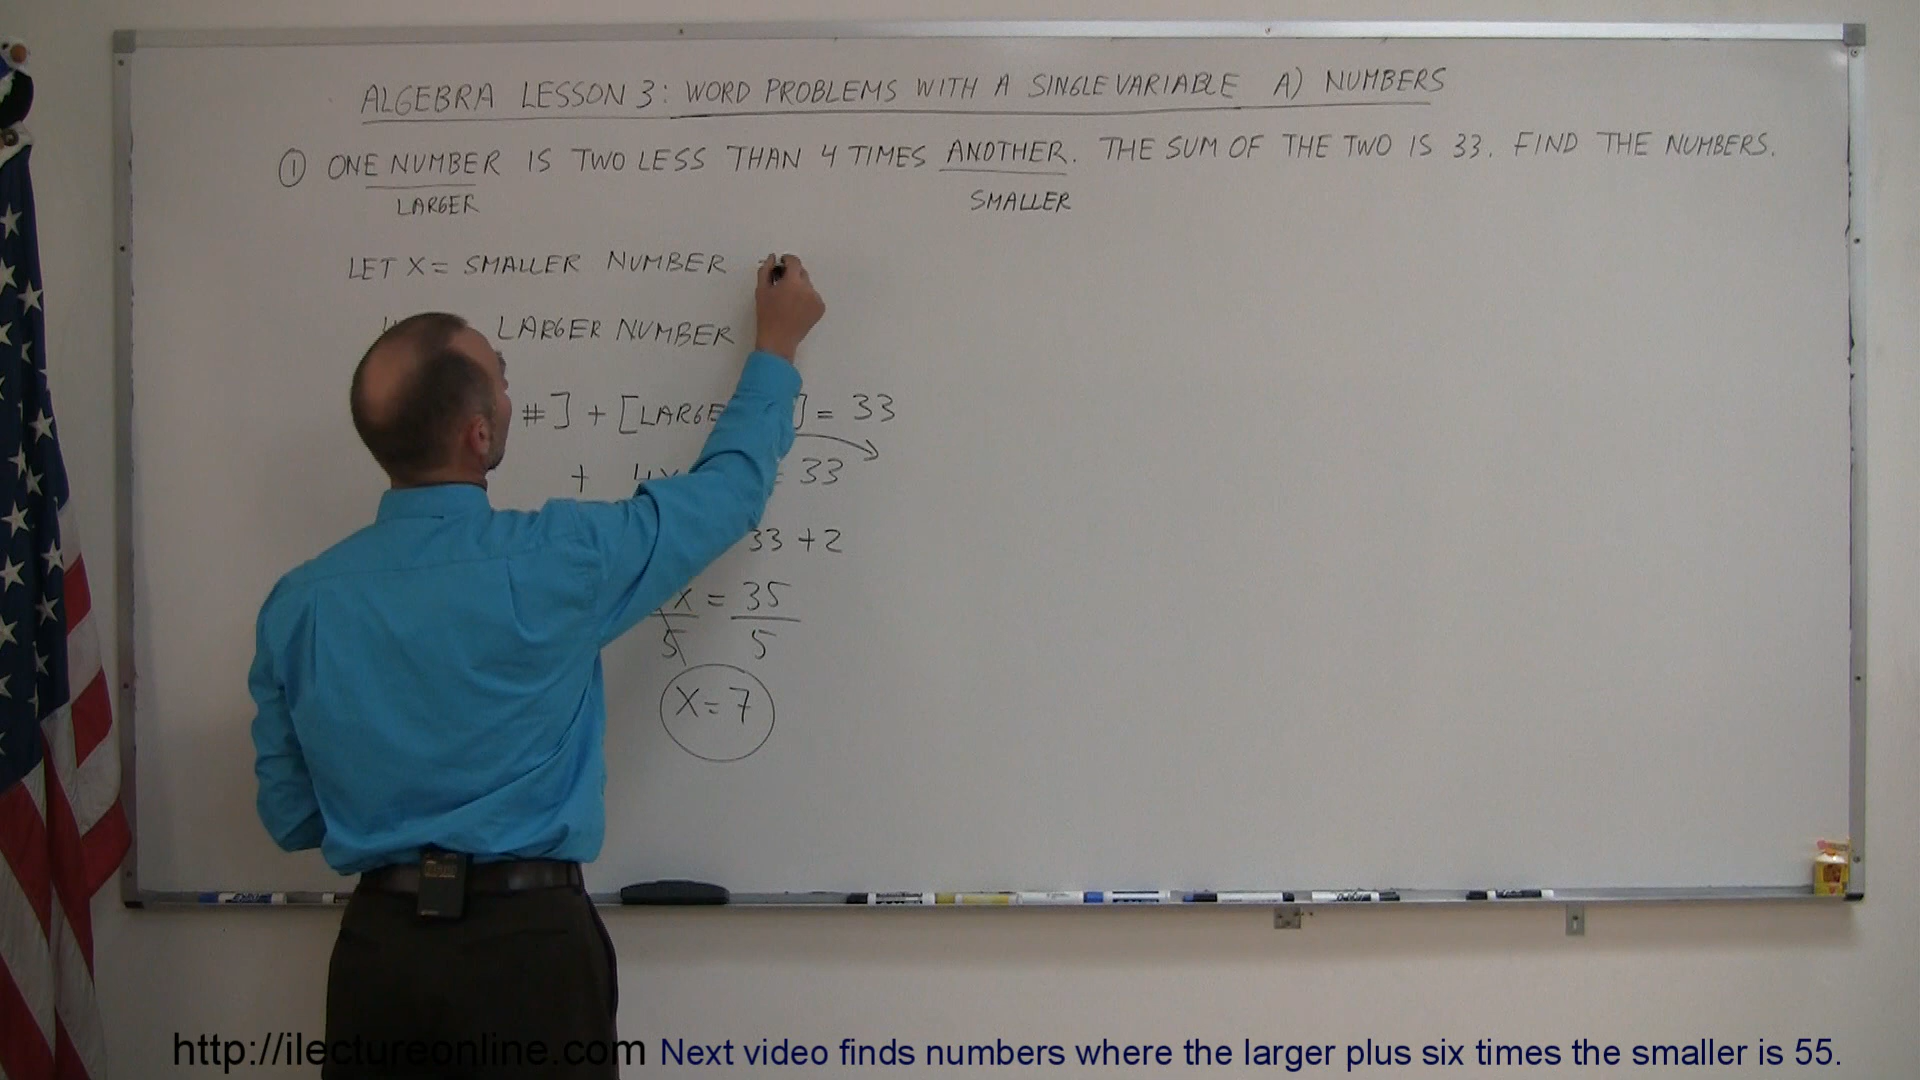 ALGEBRA LESSON 3: WORD PROBLEMS WITH A SINGLE VARIABLE A) NUMBERS
① ONE NUMBER IS TWO LESS THAN 4 TIMES ANOTHER. THE SUM OF THE TWO IS 33. FIND THE NUMBERS.
LARGER SMALLER
LET X = SMALLER NUMBER
LARGER NUMBER
#] + [LARGE ] = 33
+ 4X = 33
33 + 2
X = 35
5 5
X = 7
http://ilectureonline.com Next video finds numbers where the larger plus six times the smaller is 55.